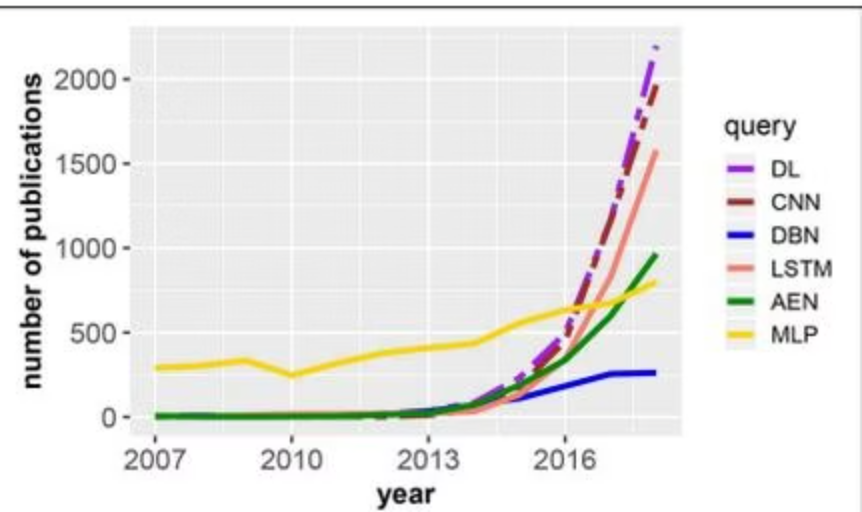 number of publications
2000
1500
1000
500
0
2007 2010 2013 2016
year
query
DL
CNN
DBN
LSTM
AEN
MLP